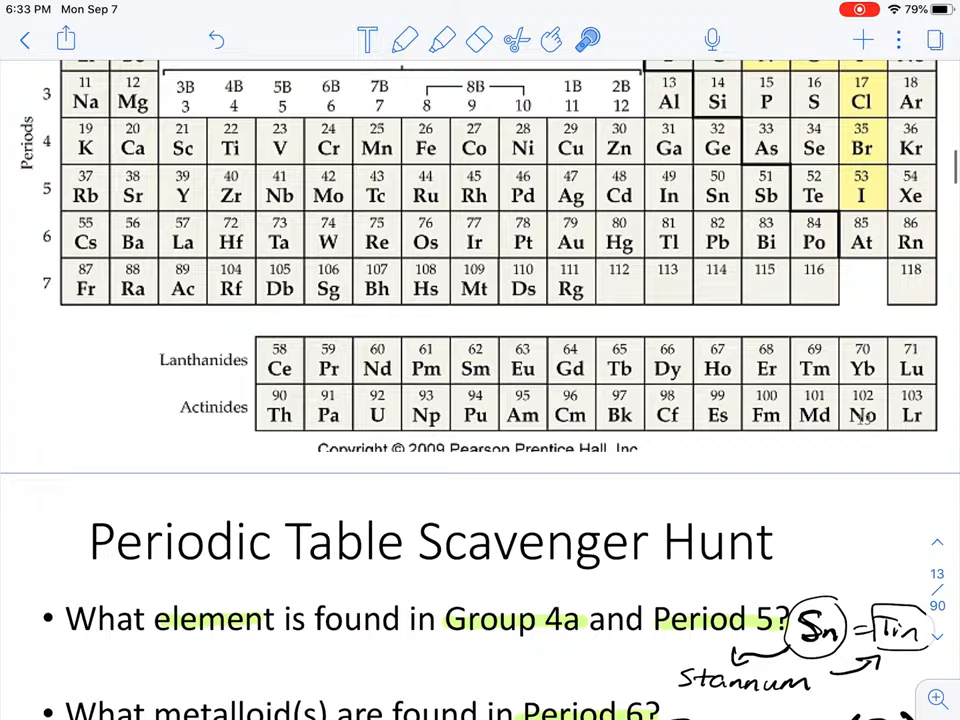 6:33 PM Mon Sep 7 79%
T
11 12 3B 4B 5B 6B 7B 8B 1B 2B 13 14 15 16 17 18
3 Na Mg 3 4 5 6 7 8 9 10 11 12 Al Si P S Cl Ar
Periods
19 20 21 22 23 24 25 26 27 28 29 30 31 32 33 34 35 36
4 K Ca Sc Ti V Cr Mn Fe Co Ni Cu Zn Ga Ge As Se Br Kr
37 38 39 40 41 42 43 44 45 46 47 48 49 50 51 52 53 54
5 Rb Sr Y Zr Nb Mo Tc Ru Rh Pd Ag Cd In Sn Sb Te I Xe
55 56 57 72 73 74 75 76 77 78 79 80 81 82 83 84 85 86
6 Cs Ba La Hf Ta W Re Os Ir Pt Au Hg Tl Pb Bi Po At Rn
87 88 89 104 105 106 107 108 109 110 111 112 113 114 115 116 118
7 Fr Ra Ac Rf Db Sg Bh Hs Mt Ds Rg
58 59 60 61 62 63 64 65 66 67 68 69 70 71
Lanthanides Ce Pr Nd Pm Sm Eu Gd Tb Dy Ho Er Tm Yb Lu
90 91 92 93 94 95 96 97 98 99 100 101 102 103
Actinides Th Pa U Np Pu Am Cm Bk Cf Es Fm Md No Lr
Copyright © 2009 Pearson Prentice Hall, Inc
Periodic Table Scavenger Hunt
13
/
90
• What element is found in Group 4a and Period 5? Sn = Tin
stannum
• What metalloid(s) are found in Period 6?